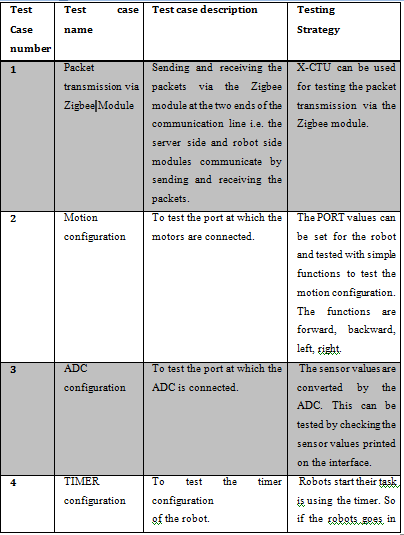 Test Case number
Test case name
Test case description
Testing Strategy
1
Packet
transmission via
Zigbee Module
Sending and receiving the
packets via the Zigbee
module at the two ends of the
communication line i.e. the
server side and robot side
modules communicate by
sending and receiving the
packets.
X-CTU can be used
for testing the packet
transmission via the
Zigbee module.
2
Motion
configuration
To test the port at which the
motors are connected.
The PORT values can
be set for the robot
and tested with simple
functions to test the
motion configuration.
The functions are
forward, backward,
left, right.
3
ADC
configuration
To test the port at which the
ADC is connected.
The sensor values are
converted by the
ADC. This can be
tested by checking the
sensor values printed
on the interface.
4
TIMER
configuration
To test the timer
configuration
of the robot.
Robots start their task
is using the timer. So
if the robots goes in